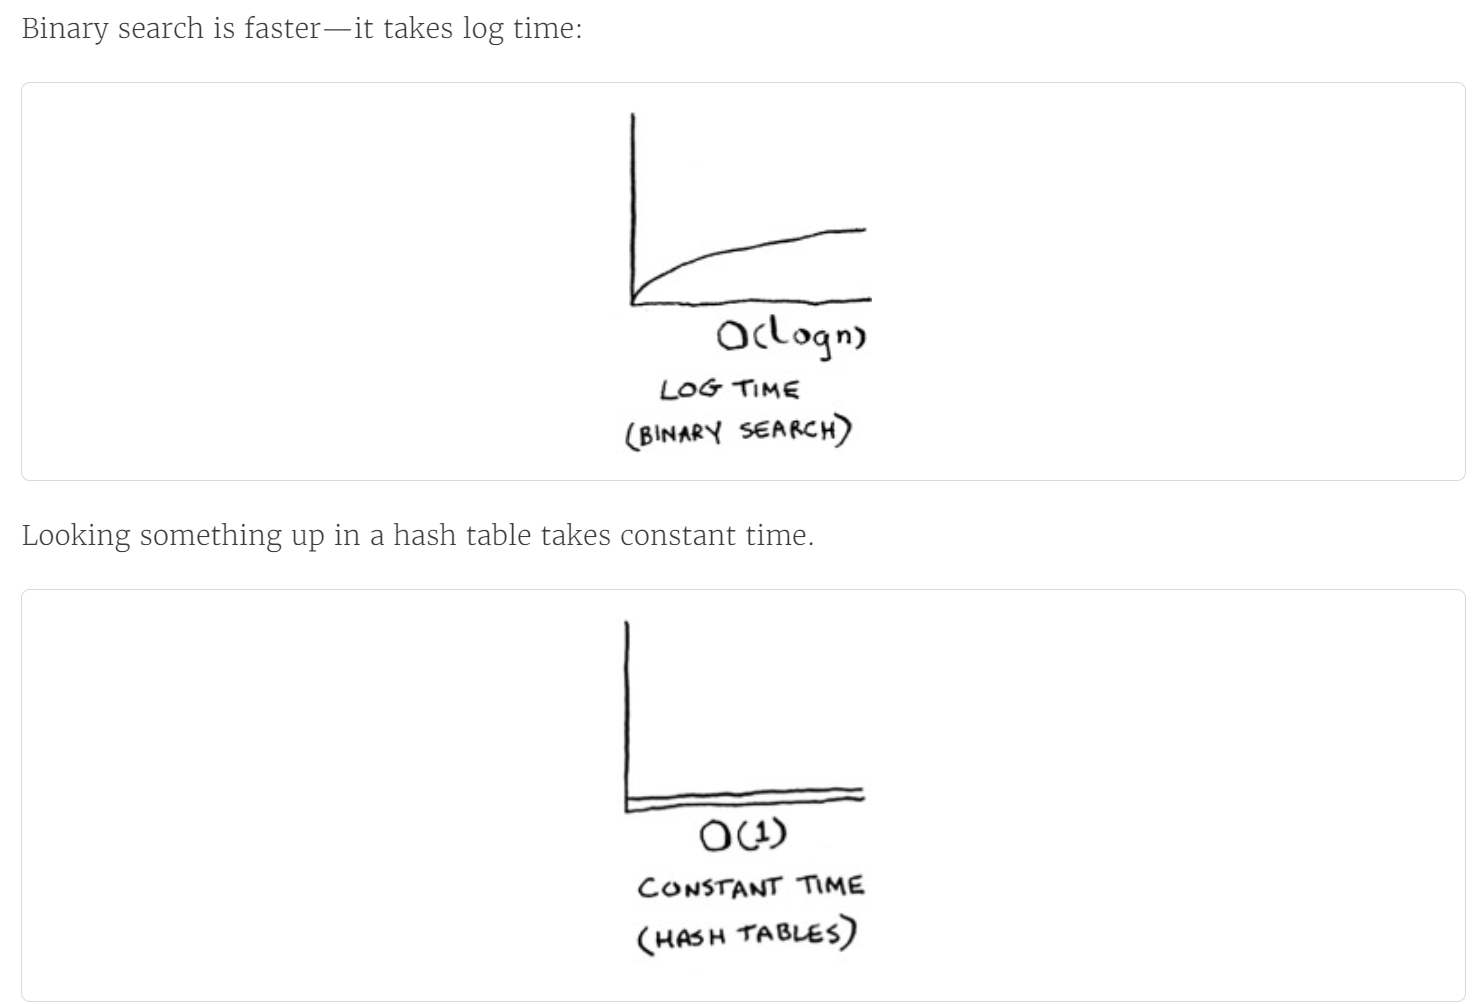 Binary search is faster—it takes log time:
O(logn)
LOG TIME
(BINARY SEARCH)
Looking something up in a hash table takes constant time.
O(1)
CONSTANT TIME
(HASH TABLES)